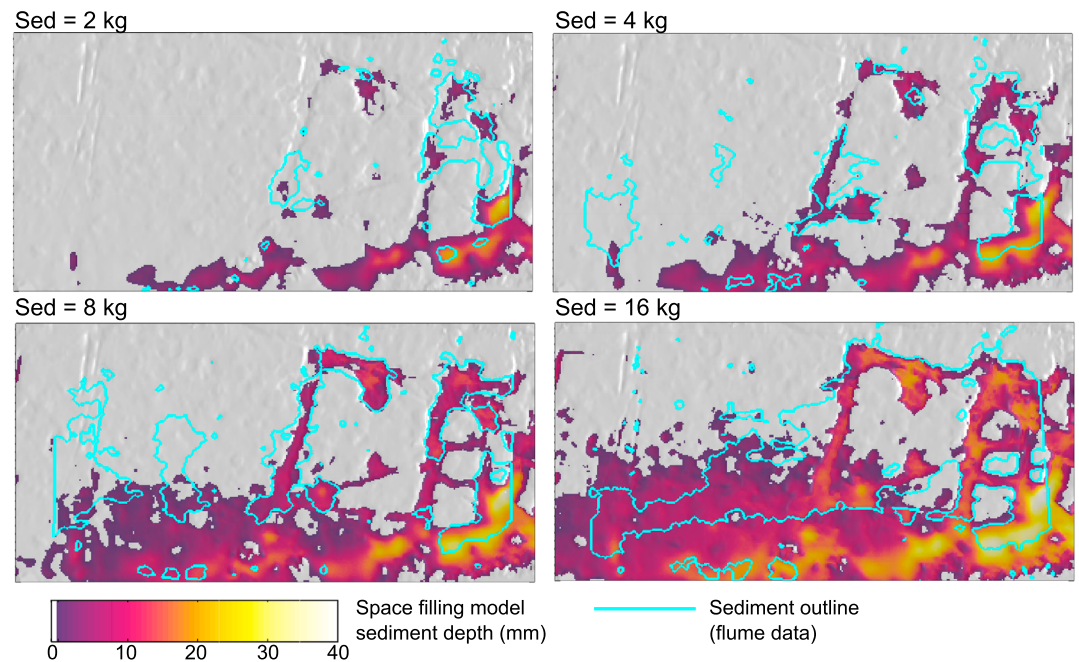 Sed = 2 kg
Sed = 4 kg
Sed = 8 kg
Sed = 16 kg
0 10 20 30 40
Space filling model
sediment depth (mm)
Sediment outline
(flume data)